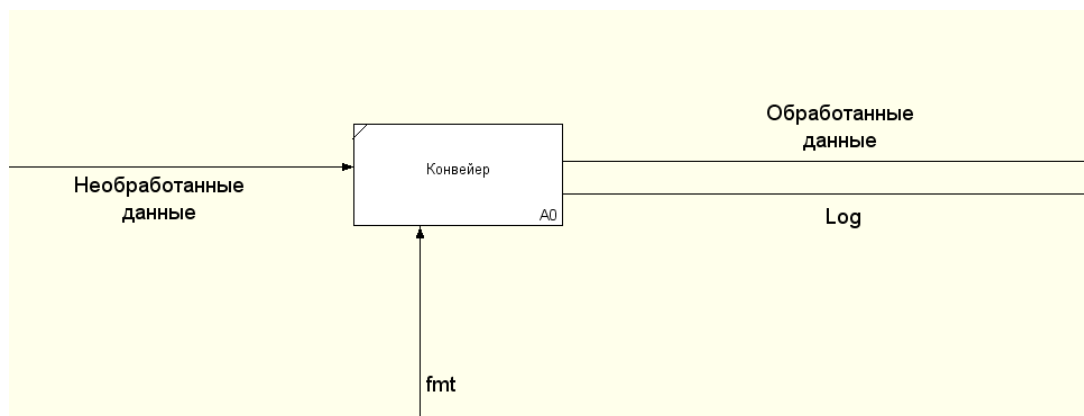 Обработанные
данные
Конвейер
Необработанные
данные
A0
Log
fmt